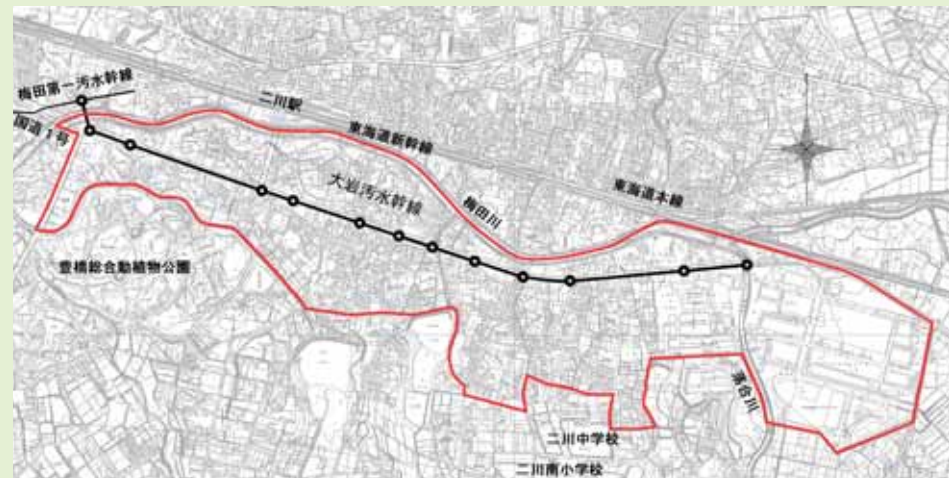 梅田第一汚水幹線
国道1号
二川駅
東海道新幹線
東海道本線
大岩汚水幹線
梅田川
豊橋総合動植物公園
落合川
二川中学校
二川南小学校